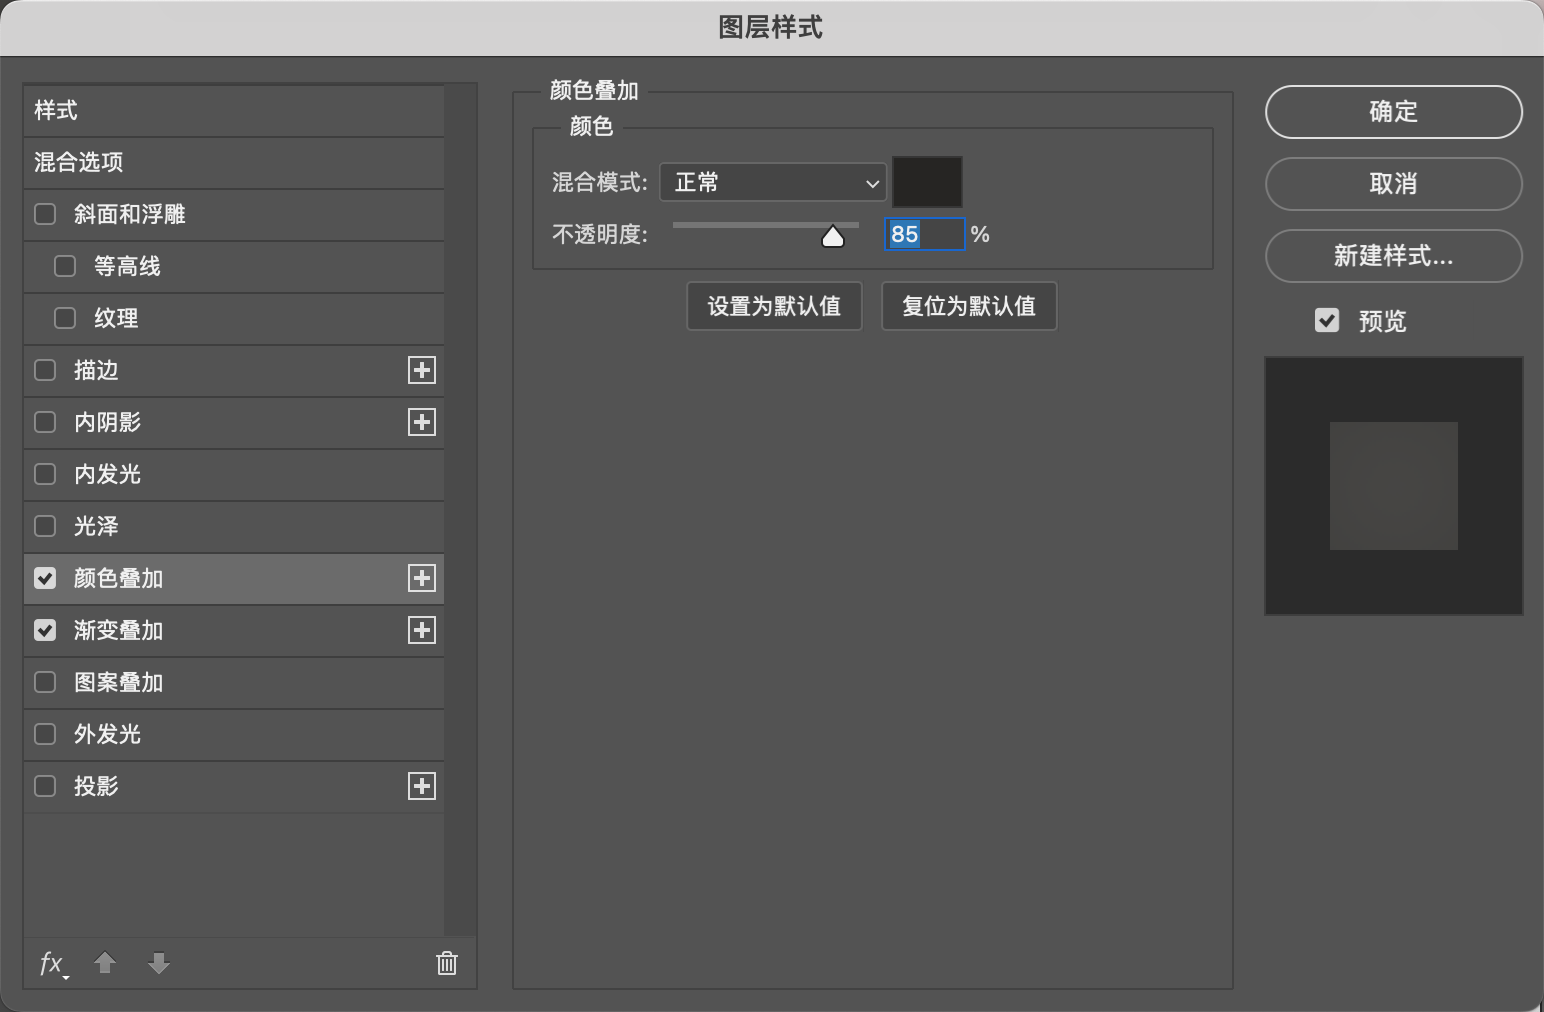 图层样式
样式
混合选项
斜面和浮雕
等高线
纹理
描边
内阴影
内发光
光泽
颜色叠加
渐变叠加
图案叠加
外发光
投影
fx
颜色叠加
颜色
混合模式: 正常
不透明度: 85 %
设置为默认值 复位为默认值
确定
取消
新建样式...
预览